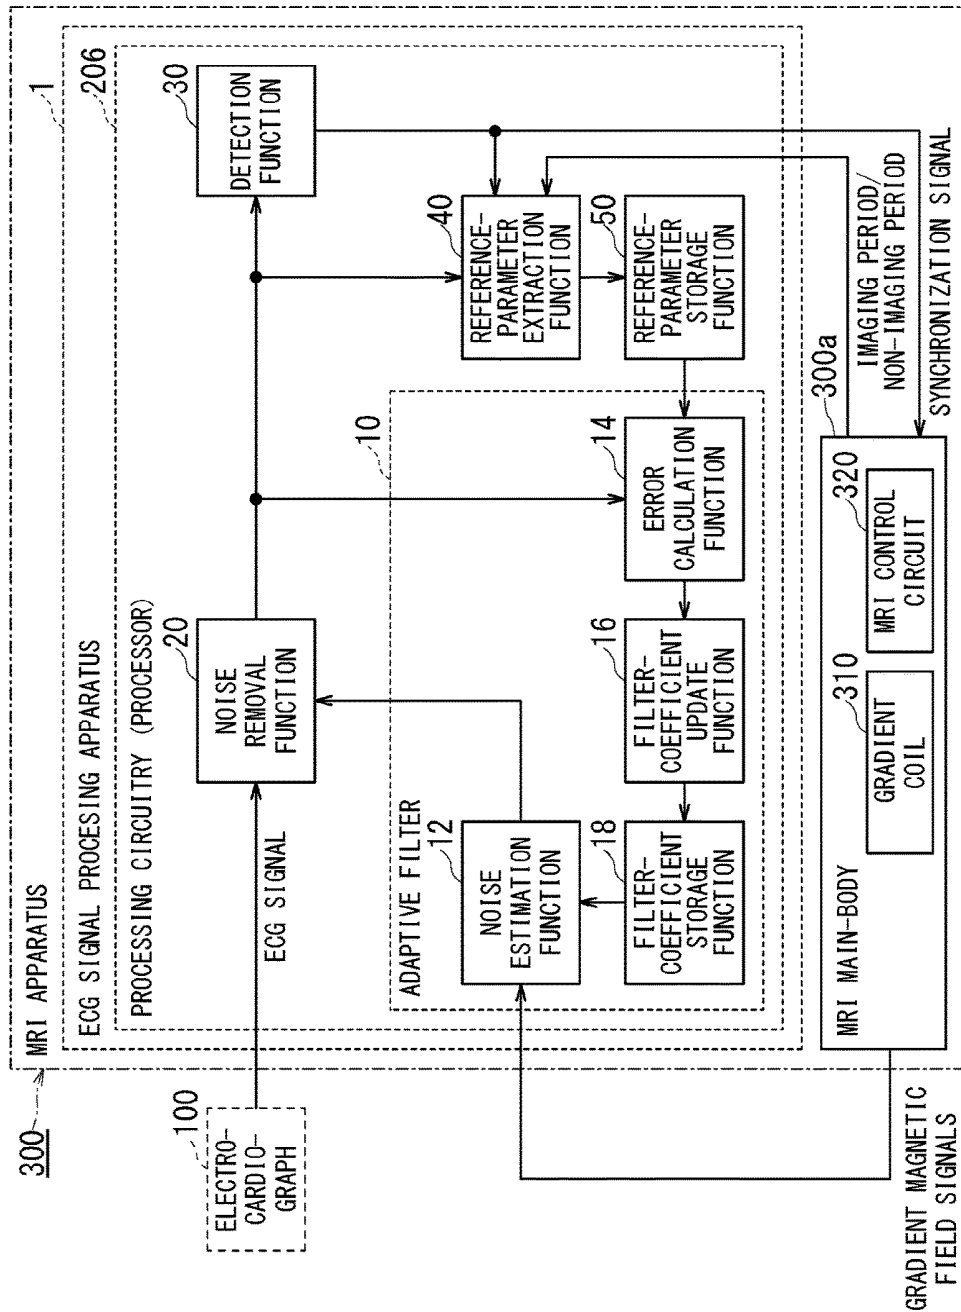 300
MRI APPARATUS
1
ECG SIGNAL PROCESING APPARATUS
206
PROCESSING CIRCUITRY (PROCESSOR)
100
ELECTRO-
CARDIO-
GRAPH
ECG SIGNAL
20
NOISE
REMOVAL
FUNCTION
30
DETECTION
FUNCTION
10
ADAPTIVE FILTER
12
NOISE
ESTIMATION
FUNCTION
40
REFERENCE-
PARAMETER
EXTRACTION
FUNCTION
18
FILTER-
COEFFICIENT
STORAGE
FUNCTION
16
FILTER-
COEFFICIENT
UPDATE
FUNCTION
14
ERROR
CALCULATION
FUNCTION
50
REFERENCE-
PARAMETER
STORAGE
FUNCTION
MRI MAIN-BODY
300a
310
GRADIENT
COIL
320
MRI CONTROL
CIRCUIT
IMAGING PERIOD/
NON-IMAGING PERIOD
SYNCHRONIZATION SIGNAL
GRADIENT MAGNETIC
FIELD SIGNALS